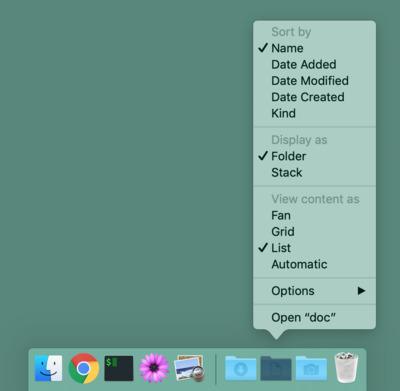 Sort by
✓ Name
Date Added
Date Modified
Date Created
Kind
Display as
✓ Folder
Stack
View content as
Fan
Grid
✓ List
Automatic
Options ▶
Open “doc”
$